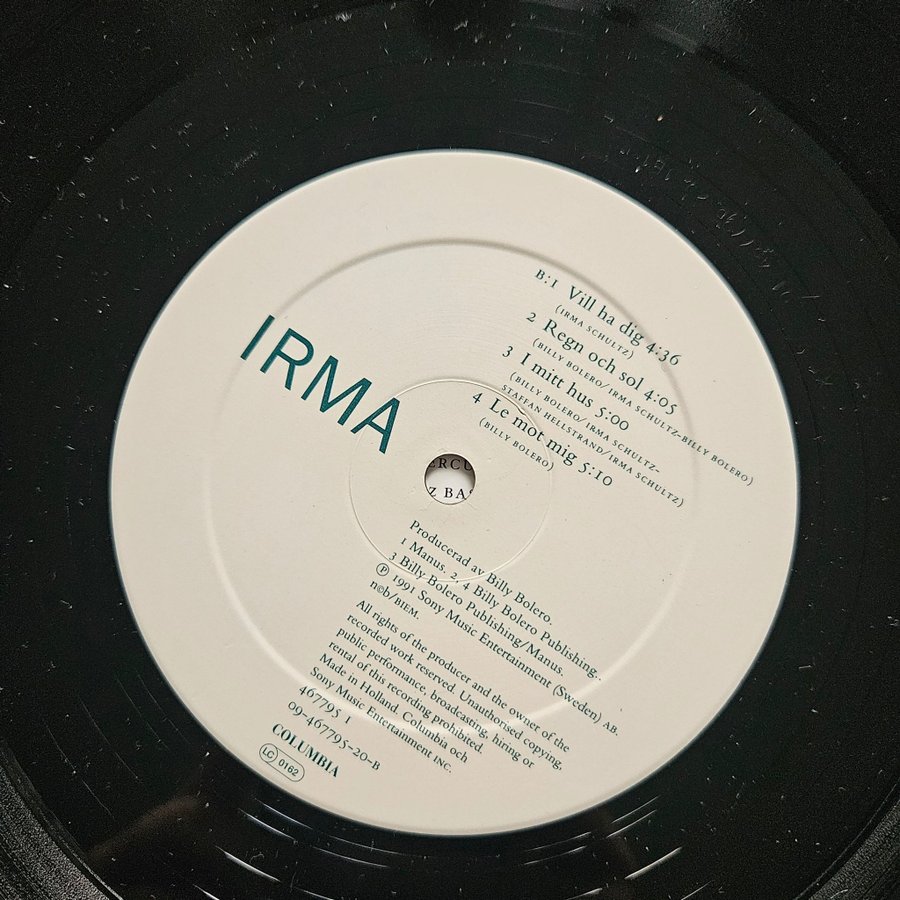 IRMA
B:1 Vill ha dig 4:36
(IRMA SCHULTZ)
2 Regn och sol 4:05
(BILLY BOLERO/ IRMA SCHULTZ-BILLY BOLERO)
3 I mitt hus 5:00
(BILLY BOLERO/ IRMA SCHULTZ-
STAFFAN HELLSTRAND/IRMA SCHULTZ)
4 Le mot mig 5:10
(BILLY BOLERO)
ERCU
Z BAS
Producerad av Billy Bolero.
1 Manus. 2, 4 Billy Bolero Publishing.
3 Billy Bolero Publishing/Manus.
℗ 1991 Sony Music Entertainment (Sweden) AB.
n©b/BIEM.
All rights of the producer and the owner of the
recorded work reserved. Unauthorised copying,
public performance, broadcasting, hiring or
rental of this recording prohibited.
Made in Holland. Columbia och
Sony Music Entertainment INC.
467795 1
09-467795-20-B
COLUMBIA
LC 0162